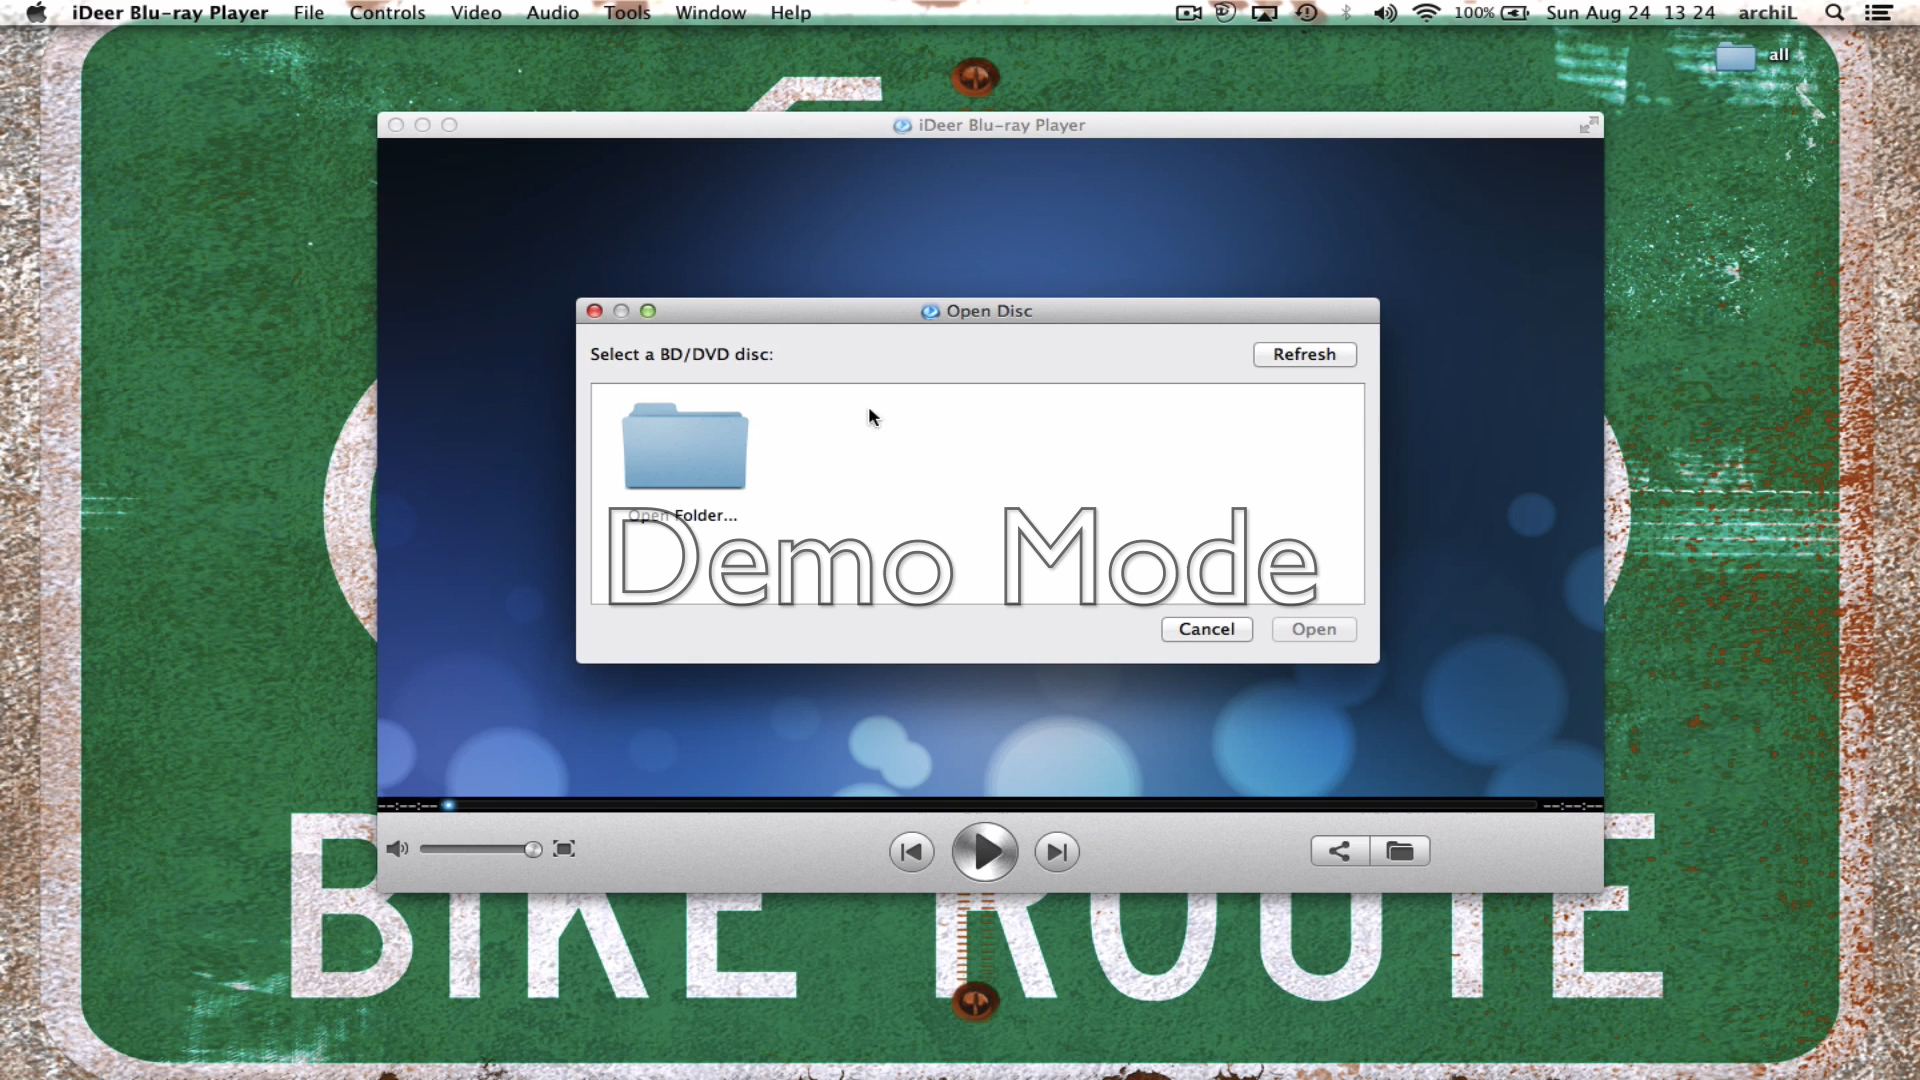 iDeer Blu-ray Player File Controls Video Audio Tools Window Help 100% Sun Aug 24 13 24 archiL
all
iDeer Blu-ray Player
Open Disc
Select a BD/DVD disc: Refresh
Open Folder...
Demo Mode
Cancel Open
--:--:-- --:--:--
BIKE ROUTE